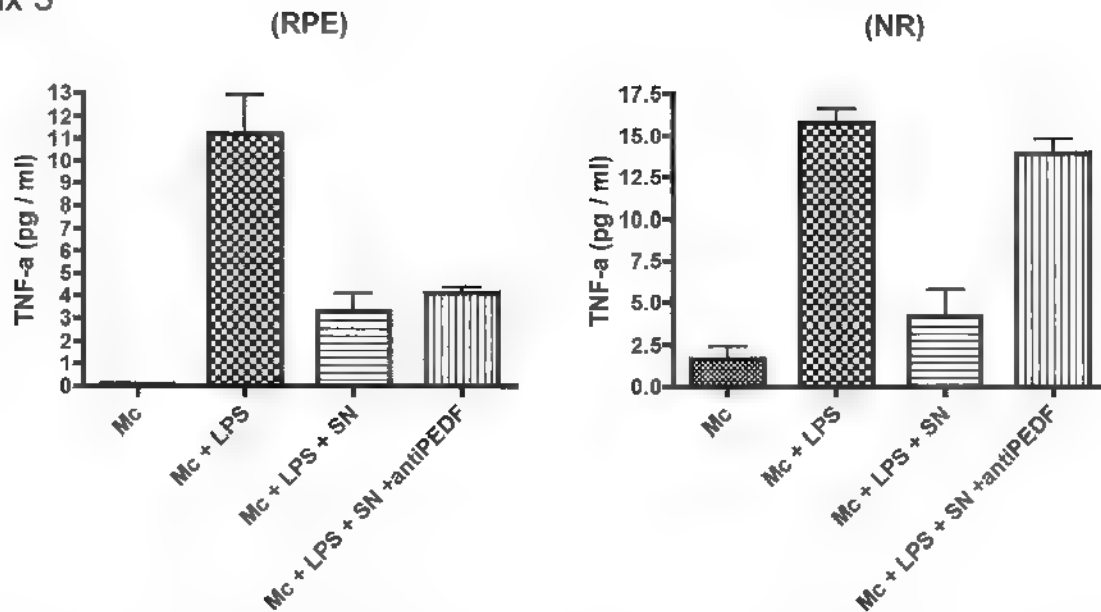 (RPE)
13
12
11
10
9
8
7
6
5
4
3
2
1
0
TNF-a (pg / ml)
Mc
Mc + LPS
Mc + LPS + SN
Mc + LPS + SN +antiPEDF
(NR)
17.5
15.0
12.5
10.0
7.5
5.0
2.5
0.0
TNF-a (pg / ml)
Mc
Mc + LPS
Mc + LPS + SN
Mc + LPS + SN +antiPEDF